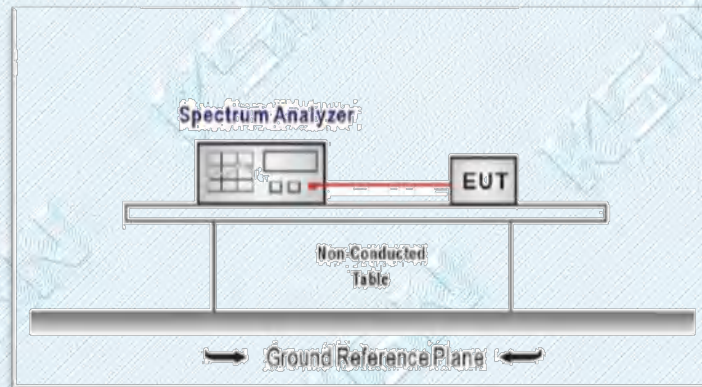 Spectrum Analyzer
EUT
Non-Conducted
Table
Ground Reference Plane